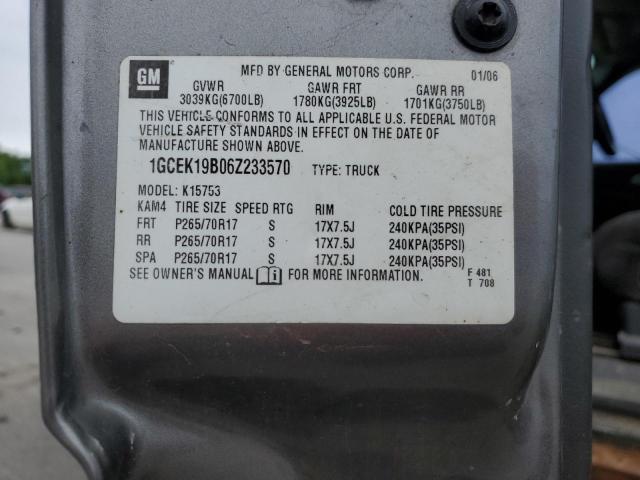 GM
MFD BY GENERAL MOTORS CORP. 01/06
GVWR GAWR FRT GAWR RR
3039KG(6700LB) 1780KG(3925LB) 1701KG(3750LB)
THIS VEHICLE CONFORMS TO ALL APPLICABLE U.S. FEDERAL MOTOR
VEHICLE SAFETY STANDARDS IN EFFECT ON THE DATE OF
MANUFACTURE SHOWN ABOVE.
1GCEK19B06Z233570 TYPE: TRUCK
MODEL: K15753
KAM4 TIRE SIZE SPEED RTG RIM COLD TIRE PRESSURE
FRT P265/70R17 S 17X7.5J 240KPA(35PSI)
RR P265/70R17 S 17X7.5J 240KPA(35PSI)
SPA P265/70R17 S 17X7.5J 240KPA(35PSI)
SEE OWNER'S MANUAL FOR MORE INFORMATION.
F 481
T 708